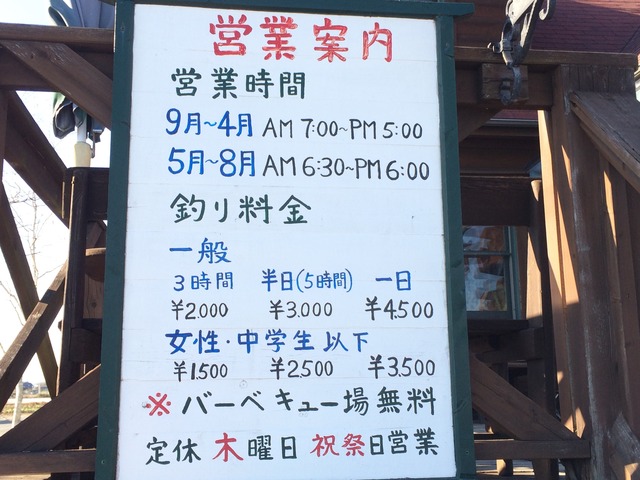 営業案内
営業時間
9月~4月 AM 7:00~PM 5:00
5月~8月 AM 6:30~PM 6:00
釣り料金
一般
3時間 半日(5時間) 一日
¥2.000 ¥3.000 ¥4.500
女性・中学生以下
¥1.500 ¥2.500 ¥3.500
※バーベキュー場無料
定休 木曜日 祝祭日営業